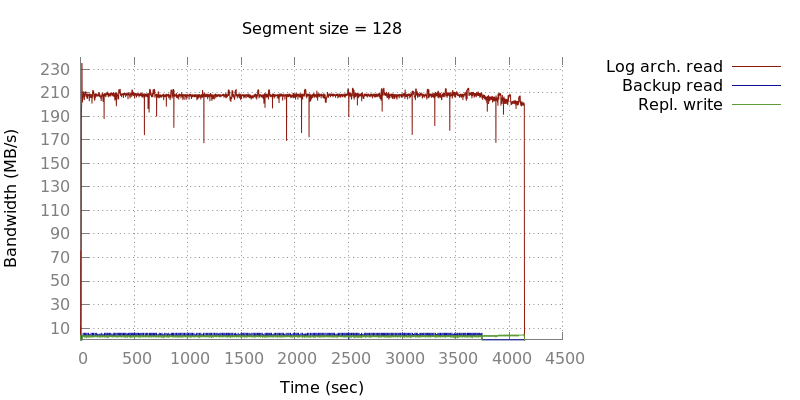 Segment size = 128
Bandwidth (MB/s)
230
210
190
170
150
130
110
90
70
50
30
10
0 500 1000 1500 2000 2500 3000 3500 4000 4500
Time (sec)
Log arch. read
Backup read
Repl. write